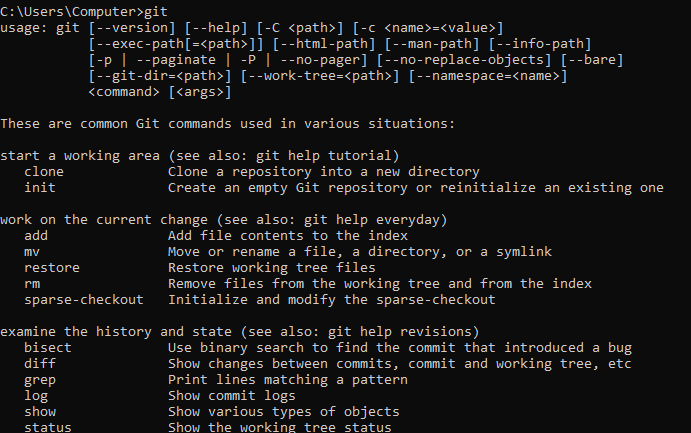 C:\Users\Computer>git
usage: git [--version] [--help] [-C <path>] [-c <name>=<value>]
           [--exec-path[=<path>]] [--html-path] [--man-path] [--info-path]
           [-p | --paginate | -P | --no-pager] [--no-replace-objects] [--bare]
           [--git-dir=<path>] [--work-tree=<path>] [--namespace=<name>]
           <command> [<args>]

These are common Git commands used in various situations:

start a working area (see also: git help tutorial)
   clone             Clone a repository into a new directory
   init              Create an empty Git repository or reinitialize an existing one

work on the current change (see also: git help everyday)
   add               Add file contents to the index
   mv                Move or rename a file, a directory, or a symlink
   restore           Restore working tree files
   rm                Remove files from the working tree and from the index
   sparse-checkout   Initialize and modify the sparse-checkout

examine the history and state (see also: git help revisions)
   bisect            Use binary search to find the commit that introduced a bug
   diff              Show changes between commits, commit and working tree, etc
   grep              Print lines matching a pattern
   log               Show commit logs
   show              Show various types of objects
   status            Show the working tree status